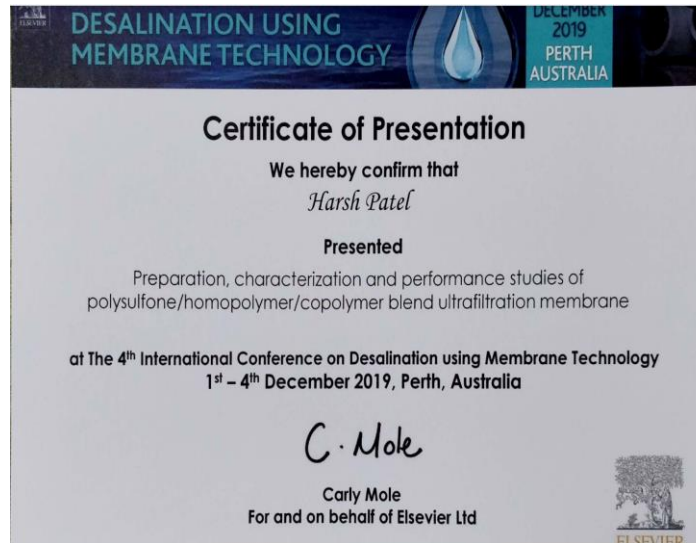 ELSEVIER
DESALINATION USING
MEMBRANE TECHNOLOGY
DECEMBER
2019
PERTH
AUSTRALIA
Certificate of Presentation
We hereby confirm that
Harsh Patel
Presented
Preparation, characterization and performance studies of
polysulfone/homopolymer/copolymer blend ultrafiltration membrane
at The 4th International Conference on Desalination using Membrane Technology
1st – 4th December 2019, Perth, Australia
C. Mole
Carly Mole
For and on behalf of Elsevier Ltd
ELSEVIER